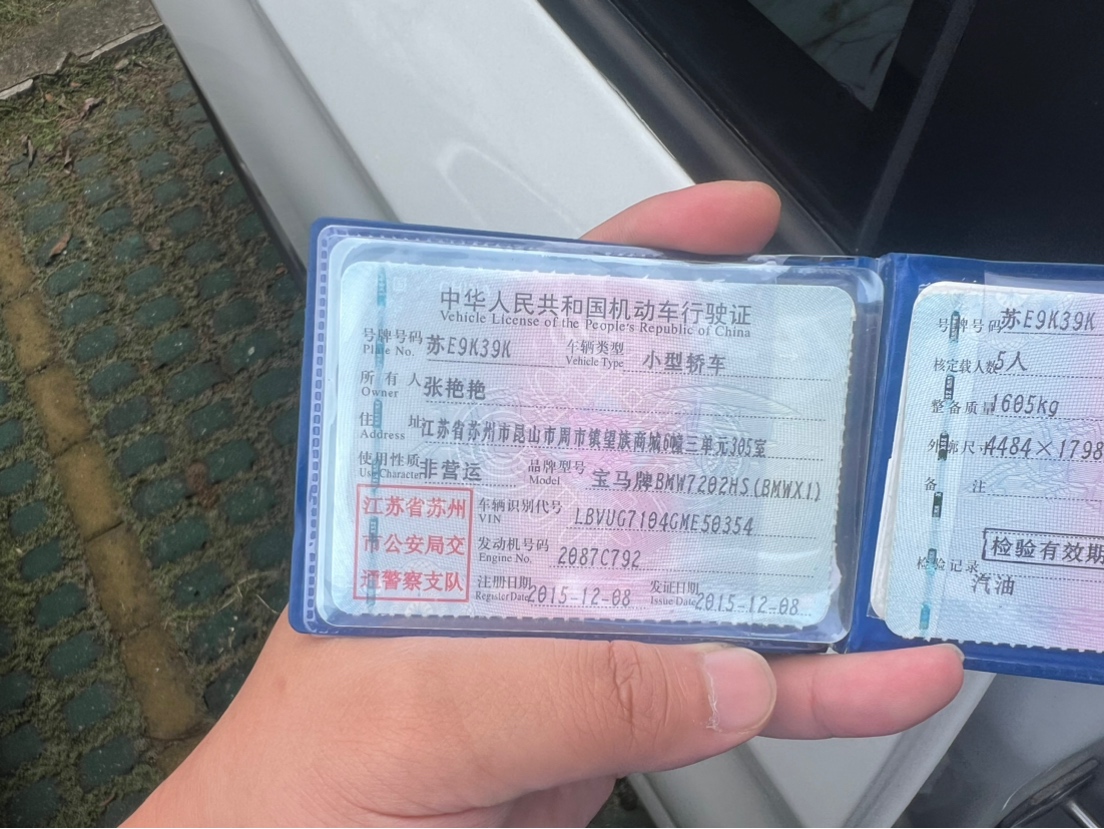 中华人民共和国机动车行驶证
Vehicle License of the People's Republic of China
号牌号码 苏E9K39K 车辆类型 小型轿车
Plate No. Vehicle Type
所有人 张艳艳
Owner
住址 江苏省苏州市昆山市周市镇望族商城6幢三单元305室
Address
使用性质 非营运 品牌型号 宝马牌BMW7202HS(BMWX1)
Use Character Model
江苏省苏州
市公安局交
通警察支队
车辆识别代号 LBVUG7104GME50354
VIN
发动机号码 2087C792
Engine No.
注册日期 2015-12-08 发证日期 2015-12-08
Register Date Issue Date
号牌号码 苏E9K39K
核定载人数 5人
整备质量 1605kg
外廓尺寸 4484×1798
备注
检验有效期
检验记录
汽油